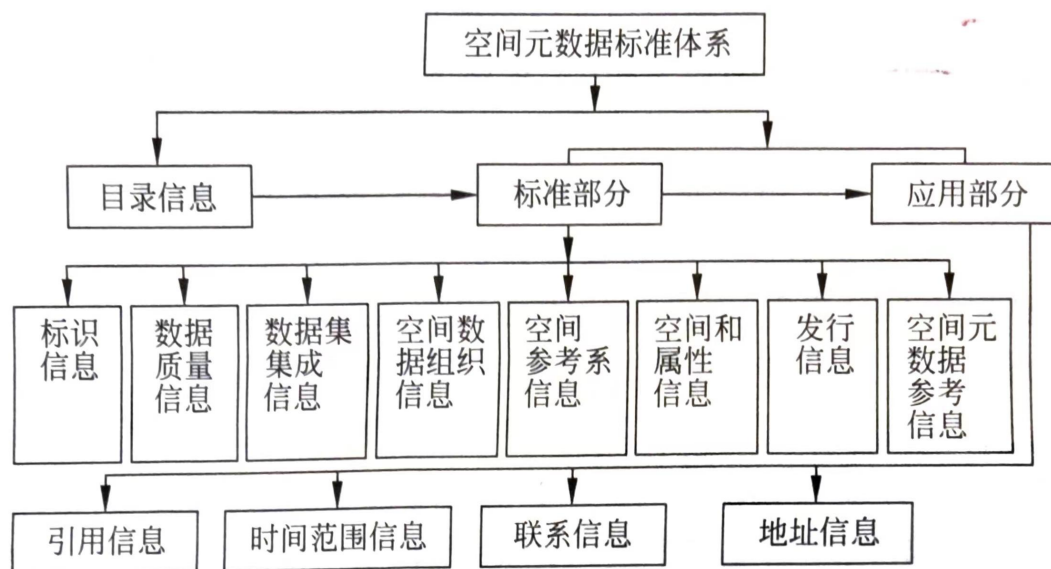 空间元数据标准体系
目录信息
标准部分
应用部分
标识
信息
数据
质量
信息
数据集
集成
信息
空间数
据组织
信息
空间
参考系
信息
空间和
属性
信息
发行
信息
空间元
数据
参考
信息
引用信息
时间范围信息
联系信息
地址信息